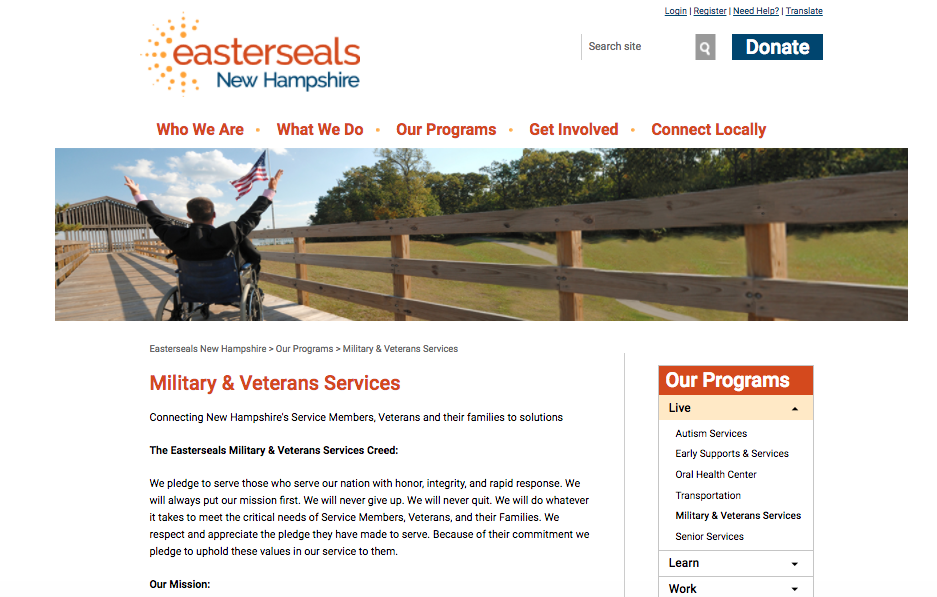 Login | Register | Need Help? | Translate
easterseals
New Hampshire
Search site
Donate
Who We Are • What We Do • Our Programs • Get Involved • Connect Locally
Easterseals New Hampshire > Our Programs > Military & Veterans Services
Military & Veterans Services
Connecting New Hampshire's Service Members, Veterans and their families to solutions
The Easterseals Military & Veterans Services Creed:
We pledge to serve those who serve our nation with honor, integrity, and rapid response. We
will always put our mission first. We will never give up. We will never quit. We will do whatever
it takes to meet the critical needs of Service Members, Veterans, and their Families. We
respect and appreciate the pledge they have made to serve. Because of their commitment we
pledge to uphold these values in our service to them.
Our Mission:
Our Programs
Live
Autism Services
Early Supports & Services
Oral Health Center
Transportation
Military & Veterans Services
Senior Services
Learn
Work